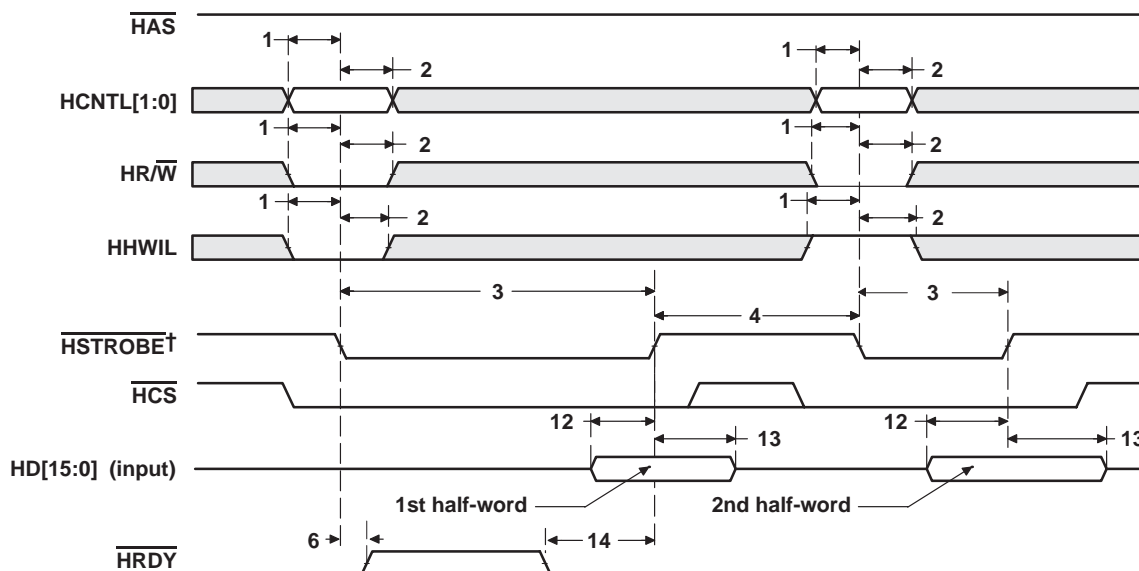 HAS
1
1
2
2
HCNTL[1:0]
1
1
2
2
HR/W
1
1
2
2
HHWIL
3
3
4
HSTROBE†
HCS
12
12
13
13
HD[15:0] (input)
1st half-word
2nd half-word
6
14
HRDY